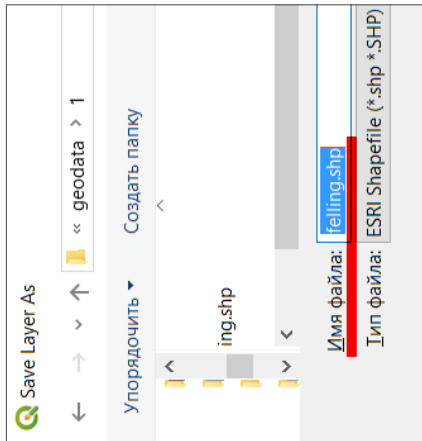 Save Layer As
« geodata › 1
Упорядочить Создать папку
ing.shp
Имя файла: felling.shp
Тип файла: ESRI Shapefile (*.shp *.SHP)